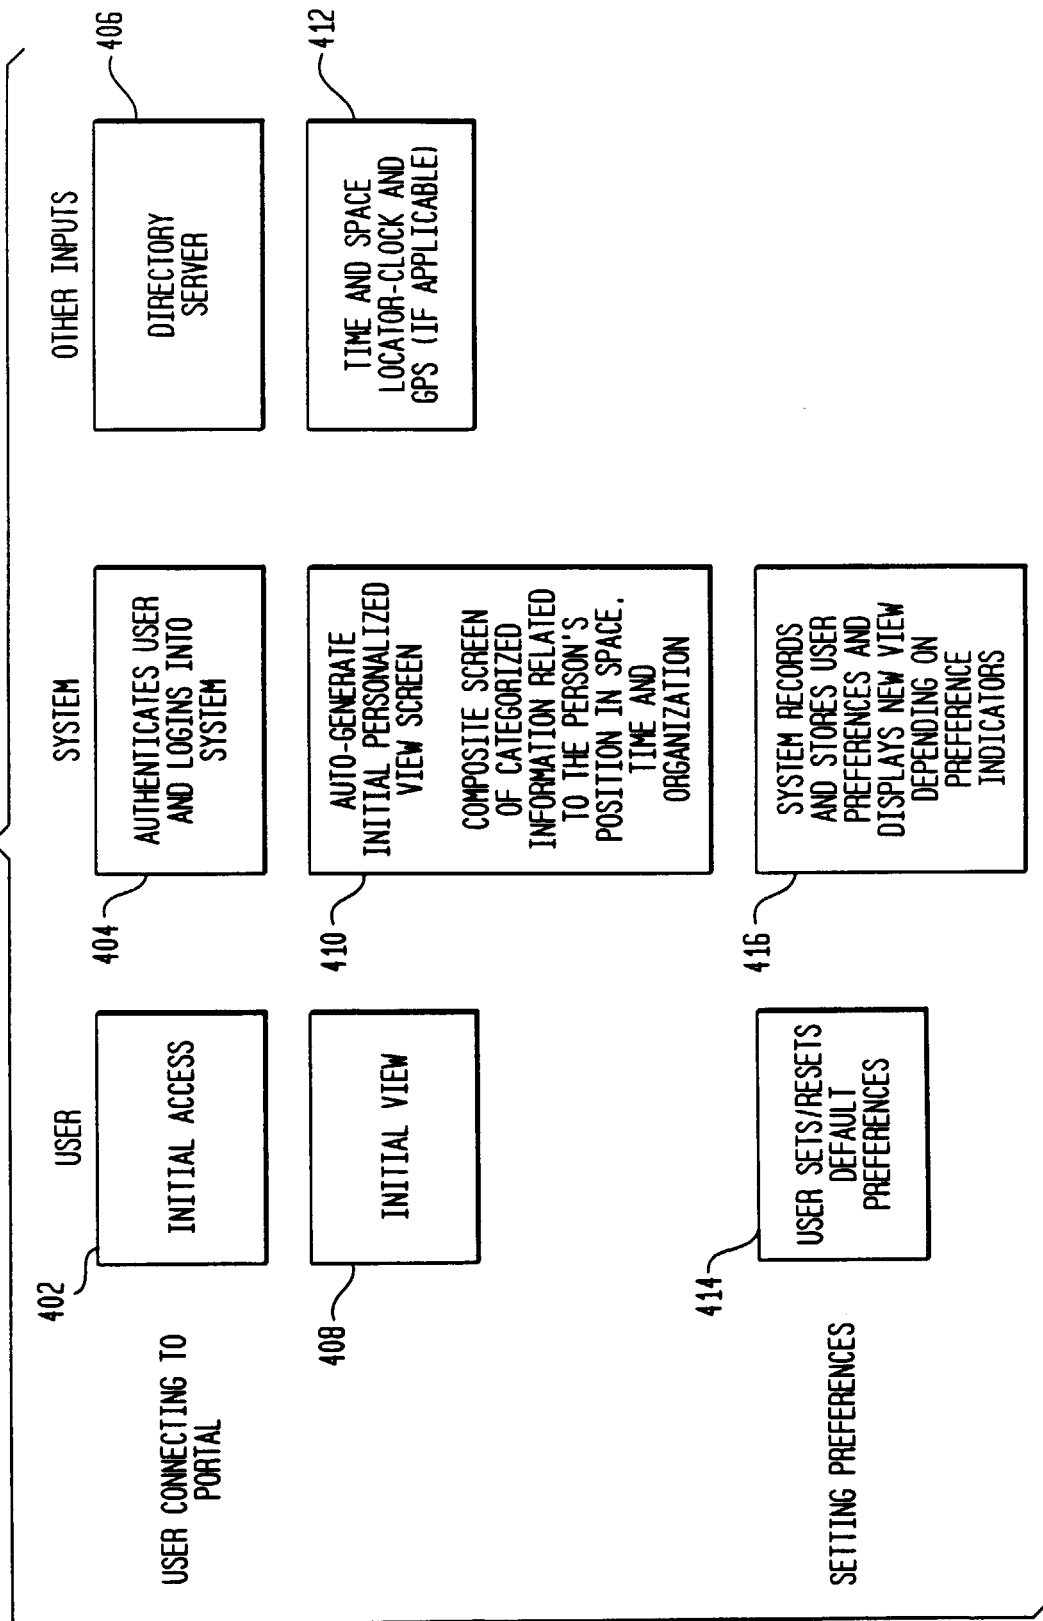 USER
SYSTEM
OTHER INPUTS
USER CONNECTING TO
PORTAL
402
INITIAL ACCESS
404
AUTHENTICATES USER
AND LOGINS INTO
SYSTEM
406
DIRECTORY
SERVER
408
INITIAL VIEW
410
AUTO-GENERATE
INITIAL PERSONALIZED
VIEW SCREEN
COMPOSITE SCREEN
OF CATEGORIZED
INFORMATION RELATED
TO THE PERSON'S
POSITION IN SPACE,
TIME AND
ORGANIZATION
412
TIME AND SPACE
LOCATOR-CLOCK AND
GPS (IF APPLICABLE)
SETTING PREFERENCES
414
USER SETS/RESETS
DEFAULT
PREFERENCES
416
SYSTEM RECORDS
AND STORES USER
PREFERENCES AND
DISPLAYS NEW VIEW
DEPENDING ON
PREFERENCE
INDICATORS